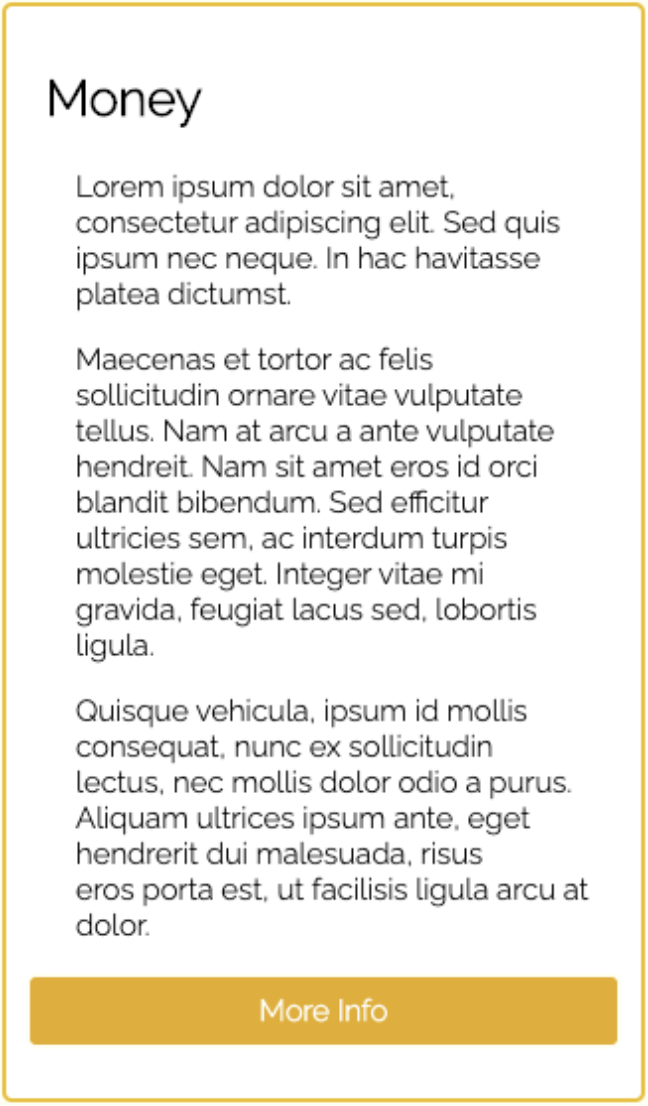 Money
Lorem ipsum dolor sit amet,
consectetur adipiscing elit. Sed quis
ipsum nec neque. In hac havitasse
platea dictumst.
Maecenas et tortor ac felis
sollicitudin ornare vitae vulputate
tellus. Nam at arcu a ante vulputate
hendreit. Nam sit amet eros id orci
blandit bibendum. Sed efficitur
ultricies sem, ac interdum turpis
molestie eget. Integer vitae mi
gravida, feugiat lacus sed, lobortis
ligula.
Quisque vehicula, ipsum id mollis
consequat, nunc ex sollicitudin
lectus, nec mollis dolor odio a purus.
Aliquam ultrices ipsum ante, eget
hendrerit dui malesuada, risus
eros porta est, ut facilisis ligula arcu at
dolor.
More Info